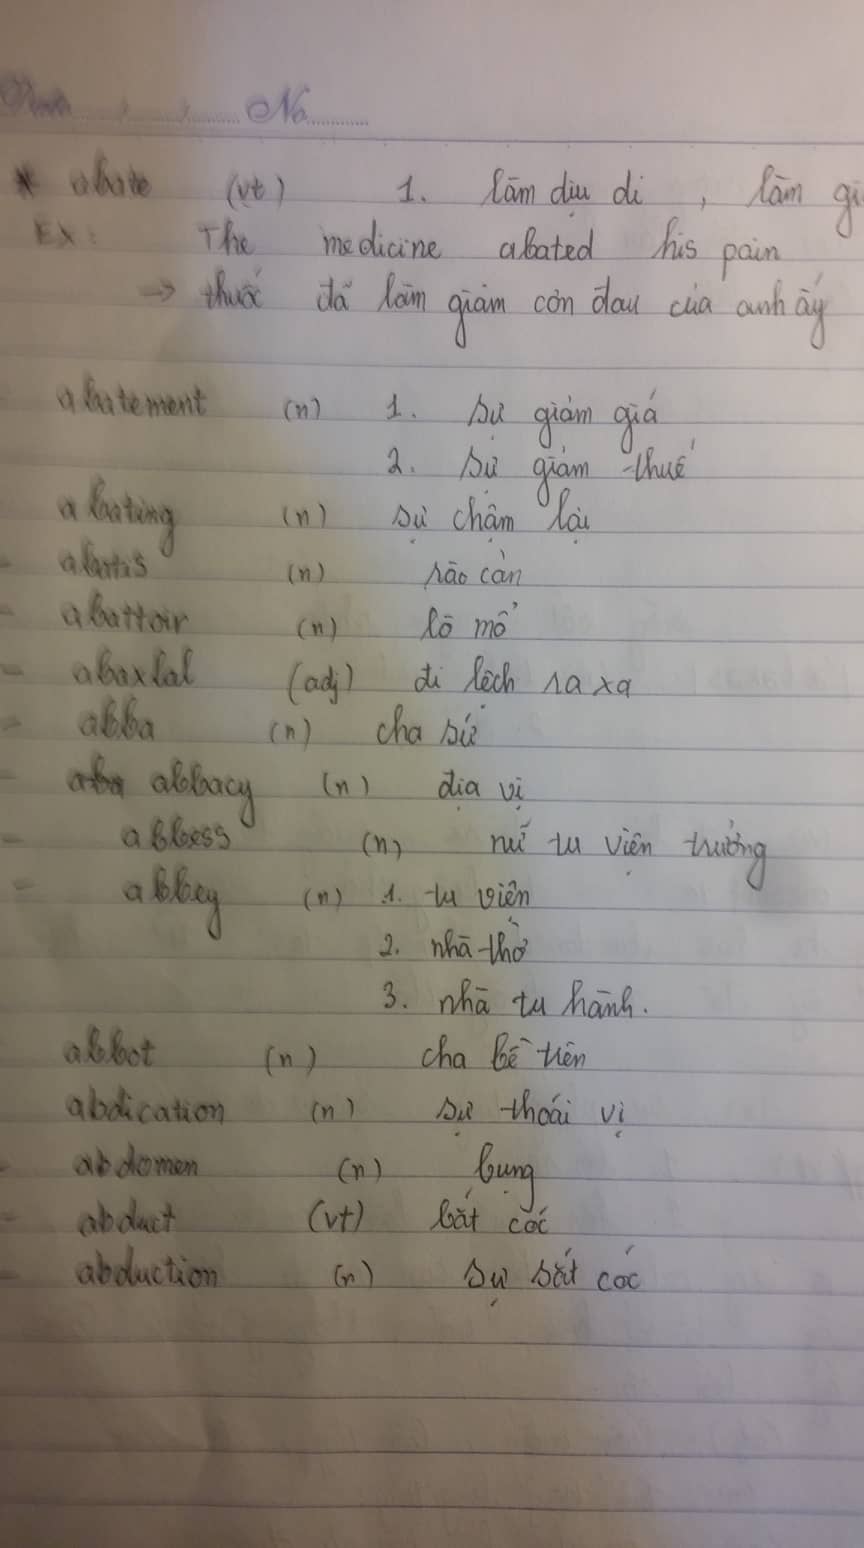 No.
* abate (vt) 1. làm dịu đi, làm gi
Ex: The medicine abated his pain
→ thuốc đã làm giảm cơn đau của anh ấy
abatement (n) 1. sự giảm giá
2. sự giảm thuế
abating (n) sự chậm lại
- abatis (n) rào cản
- abattoir (n) lò mổ
- abaxial (adj) đi lệch ra xa
- abba (n) cha sứ
- abbacy (n) địa vị
- abbess (n) nữ tu viện trưởng
- abbey (n) 1. tu viện
2. nhà thờ
3. nhà tu hành.
abbot (n) cha bề trên
abdication (n) sự thoái vị
- abdomen (n) bụng
- abduct (vt) bắt cóc
- abduction (n) sự bắt cóc